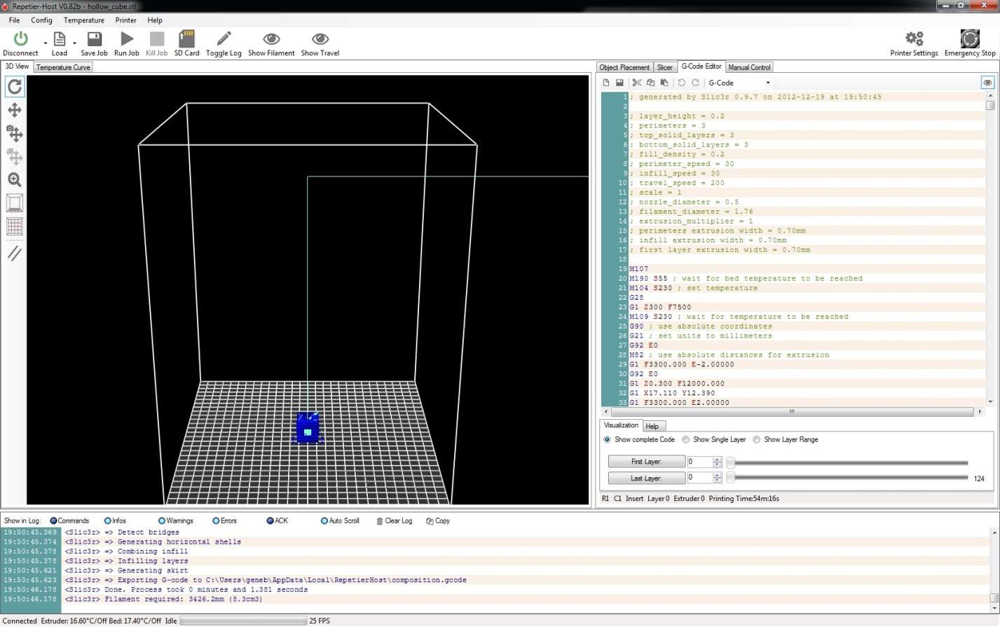 Repetier-Host V0.82b - hollow_cube.stl
File Config Temperature Printer Help
Disconnect Load Save Job Run Job Kill Job SD Card Toggle Log Show Filament Show Travel Printer Settings Emergency Stop
3D View Temperature Curve
Object Placement Slicer G-Code Editor Manual Control
G-Code
1 ; generated by Slic3r 0.9.7 on 2012-12-19 at 19:50:45
2
3 ; layer_height = 0.2
4 ; perimeters = 3
5 ; top_solid_layers = 3
6 ; bottom_solid_layers = 3
7 ; fill_density = 0.2
8 ; perimeter_speed = 30
9 ; infill_speed = 30
10 ; travel_speed = 200
11 ; scale = 1
12 ; nozzle_diameter = 0.5
13 ; filament_diameter = 1.76
14 ; extrusion_multiplier = 1
15 ; perimeters extrusion width = 0.70mm
16 ; infill extrusion width = 0.70mm
17 ; first layer extrusion width = 0.70mm
18
19 M107
20 M190 S55 ; wait for bed temperature to be reached
21 M104 S230 ; set temperature
22 G28
23 G1 Z300 F7500
24 M109 S230 ; wait for temperature to be reached
25 G90 ; use absolute coordinates
26 G21 ; set units to millimeters
27 G92 E0
28 M82 ; use absolute distances for extrusion
29 G1 F3300.000 E-2.00000
30 G92 E0
31 G1 Z0.300 F12000.000
32 G1 X17.110 Y12.390
33 G1 F3300.000 E2.00000
Visualization Help
Show complete Code Show Single Layer Show Layer Range
First Layer: 0
Last Layer: 0 124
R1 C1 Insert Layer 0 Extruder 0 Printing Time:54m:16s
Show in Log: Commands Infos Warnings Errors ACK Auto Scroll Clear Log Copy
19:50:45.369 <Slic3r> => Detect bridges
19:50:45.374 <Slic3r> => Generating horizontal shells
19:50:45.378 <Slic3r> => Combining infill
19:50:45.378 <Slic3r> => Infilling layers
19:50:45.621 <Slic3r> => Generating skirt
19:50:45.623 <Slic3r> => Exporting G-code to C:\Users\geneb\AppData\Local\RepetierHost\composition.gcode
19:50:46.178 <Slic3r> Done. Process took 0 minutes and 1.381 seconds
19:50:46.178 <Slic3r> Filament required: 3426.2mm (8.3cm3)
Connected Extruder: 16.60°C/Off Bed: 17.40°C/Off Idle 25 FPS